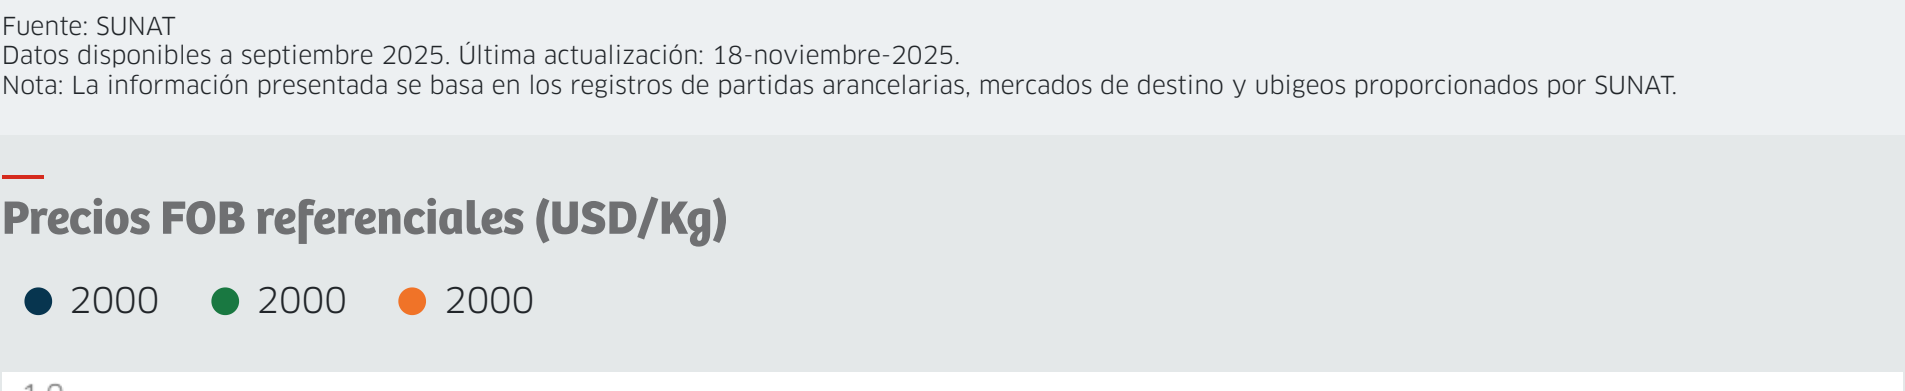 Fuente: SUNAT
Datos disponibles a septiembre 2025. Última actualización: 18-noviembre-2025.
Nota: La información presentada se basa en los registros de partidas arancelarias, mercados de destino y ubigeos proporcionados por SUNAT.
Precios FOB referenciales (USD/Kg)
2000 2000 2000